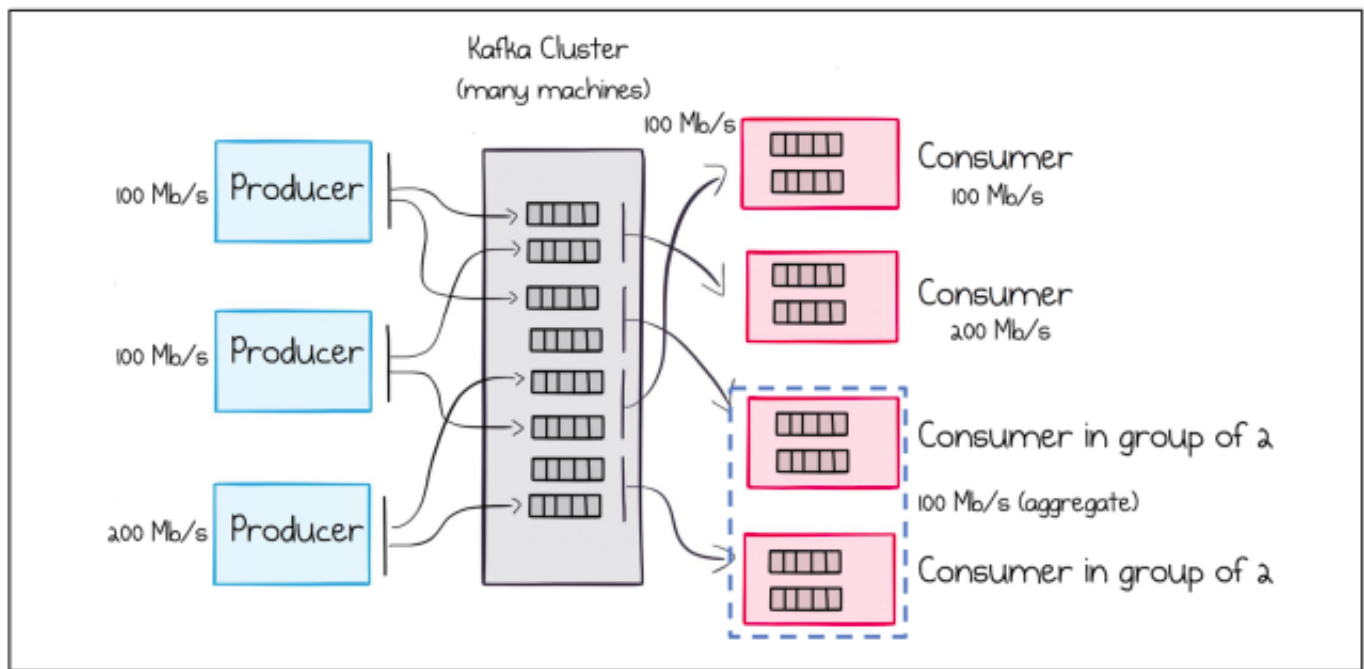 Kafka Cluster
(many machines)
100 Mb/s
Producer
100 Mb/s
Producer
200 Mb/s
Producer
100 Mb/s
Consumer
100 Mb/s
Consumer
200 Mb/s
Consumer in group of 2
100 Mb/s (aggregate)
Consumer in group of 2